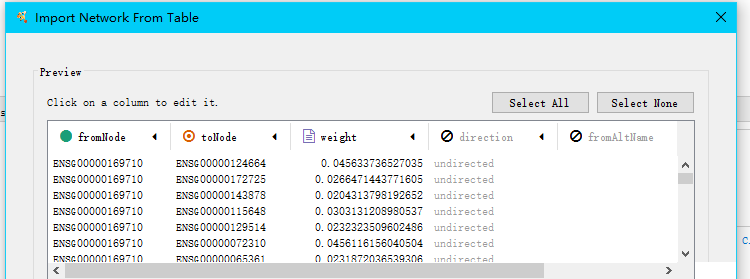 Import Network From Table
Preview
Click on a column to edit it.
Select All
Select None
fromNode toNode weight direction fromAltName
ENSG00000169710 ENSG00000124664 0.045633736527035 undirected
ENSG00000169710 ENSG00000172725 0.0266471443771605 undirected
ENSG00000169710 ENSG00000143878 0.0204313798192652 undirected
ENSG00000169710 ENSG00000115648 0.0303131208980537 undirected
ENSG00000169710 ENSG00000129514 0.0232323509602486 undirected
ENSG00000169710 ENSG00000072310 0.0456116156040504 undirected
ENSG00000169710 ENSG00000065361 0.0231872036539306 undirected